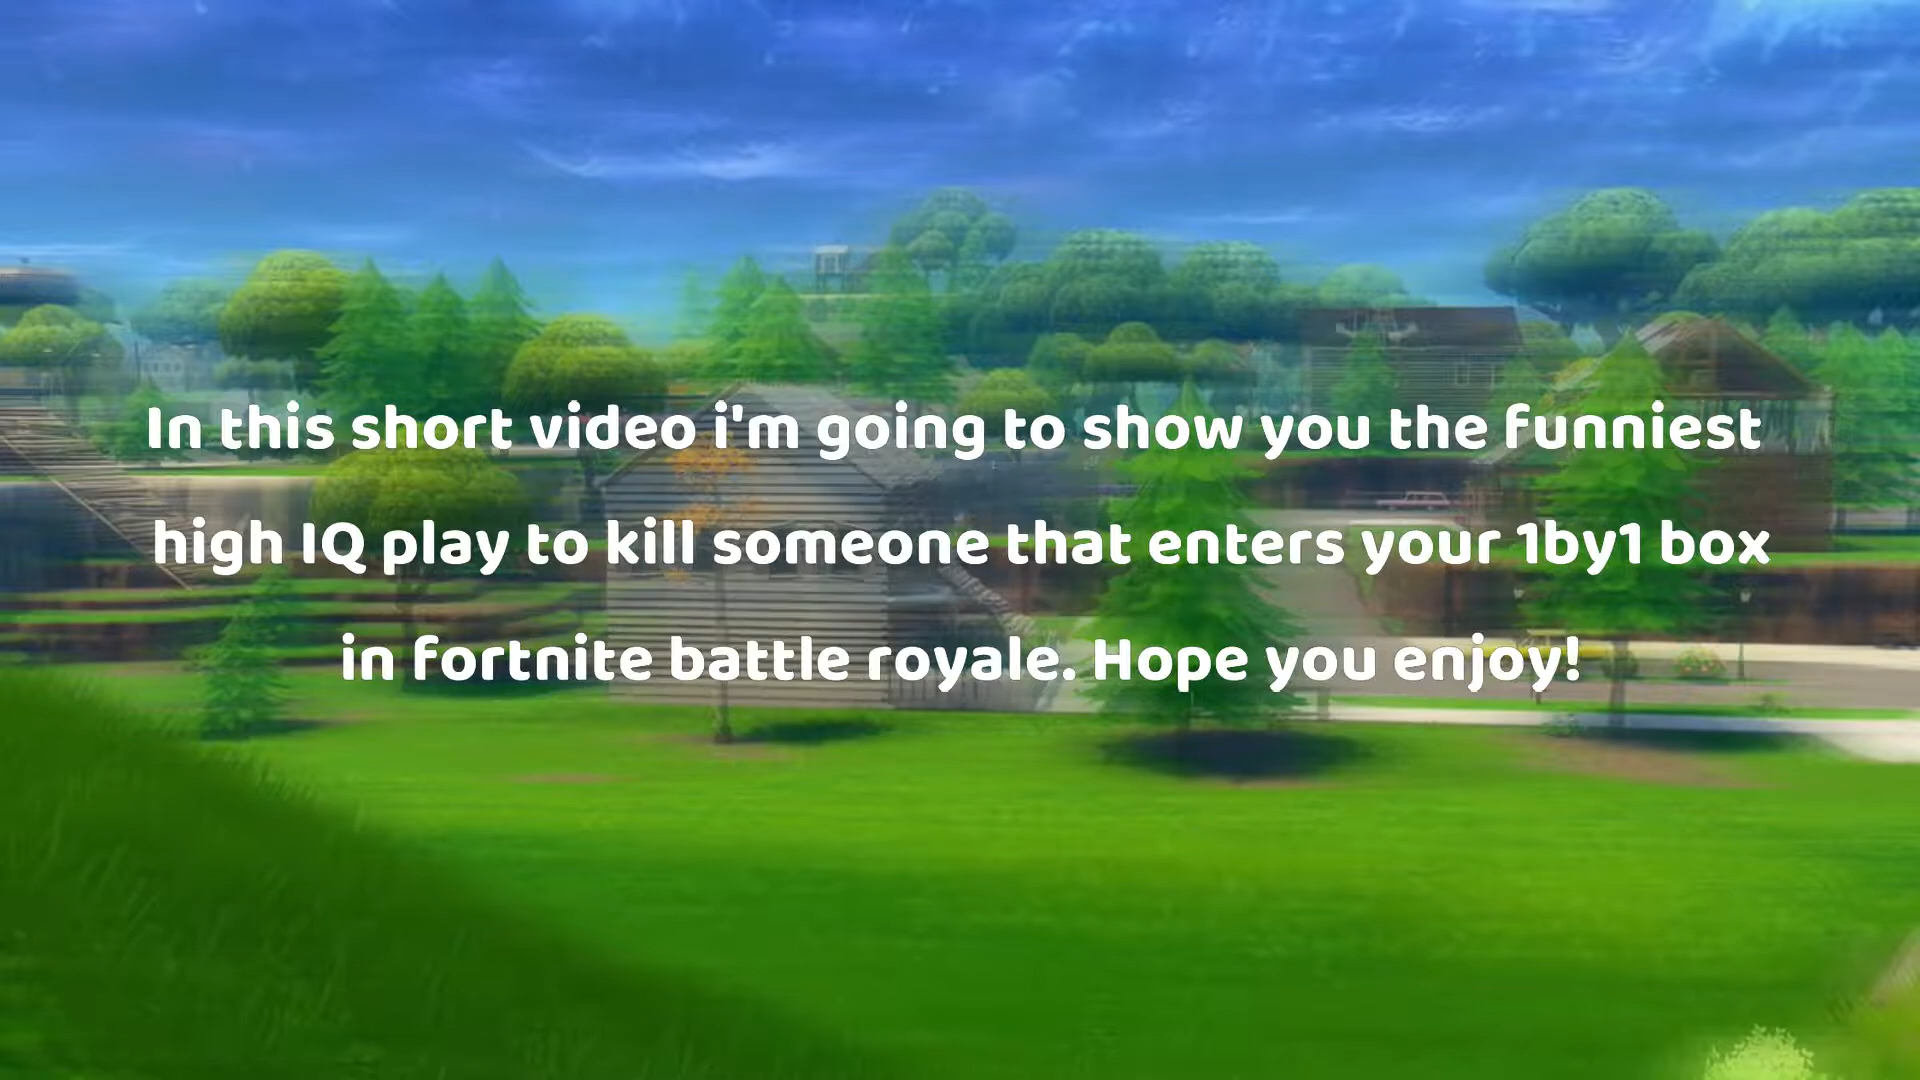 In this short video i'm going to show you the funniest
high IQ play to kill someone that enters your 1by1 box
in fortnite battle royale. Hope you enjoy!